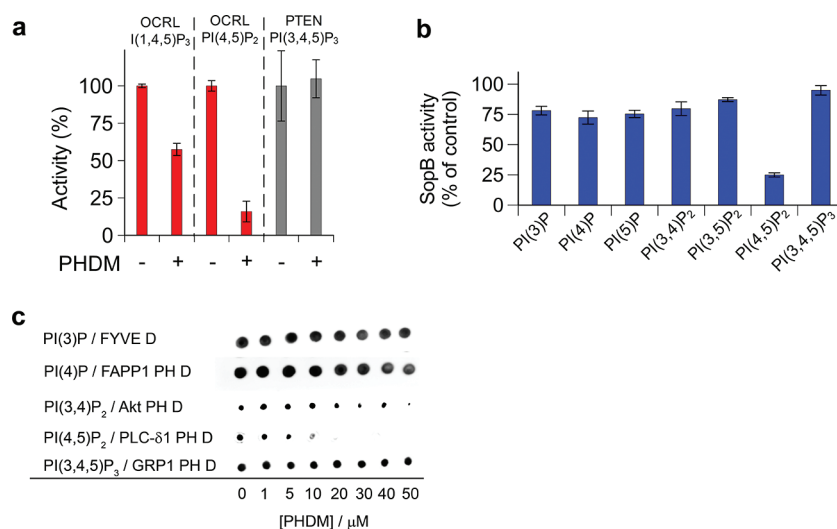 a
OCRL OCRL PTEN
I(1,4,5)P₃ PI(4,5)P₂ PI(3,4,5)P₃
Activity (%)
100
75
50
25
0
PHDM - + - + - +
b
SopB activity
(% of control)
100
75
50
25
0
PI(3)P PI(4)P PI(5)P PI(3,4)P₂ PI(3,5)P₂ PI(4,5)P₂ PI(3,4,5)P₃
c
PI(3)P / FYVE D
PI(4)P / FAPP1 PH D
PI(3,4)P₂ / Akt PH D
PI(4,5)P₂ / PLC-δ1 PH D
PI(3,4,5)P₃ / GRP1 PH D
0 1 5 10 20 30 40 50
[PHDM] / μM